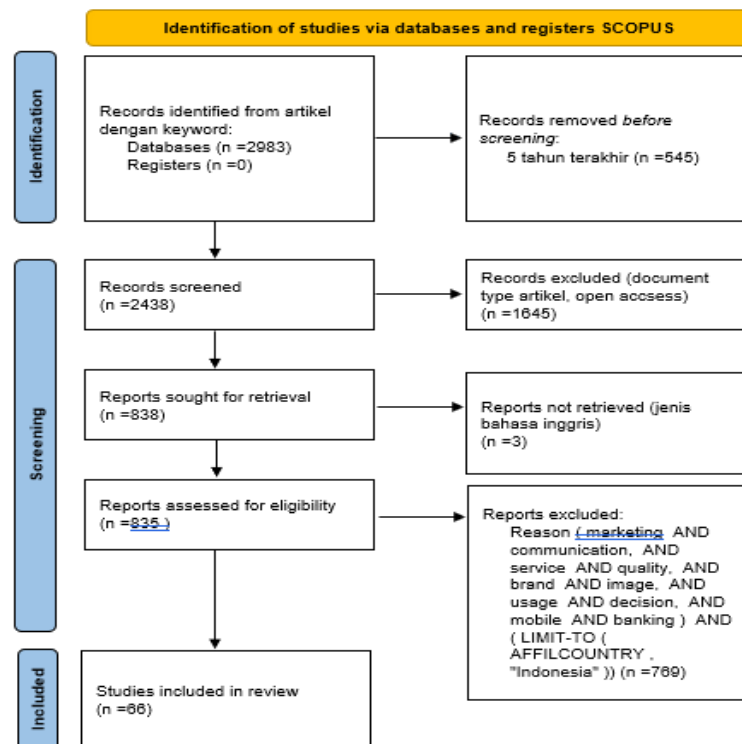 Identification of studies via databases and registers SCOPUS
Identification
Records identified from artikel
dengan keyword:
Databases (n =2983)
Registers (n =0)
Records removed before
screening:
5 tahun terakhir (n =545)
Screening
Records screened
(n =2438)
Records excluded (document
type artikel, open accsess)
(n =1645)
Reports sought for retrieval
(n =838)
Reports not retrieved (jenis
bahasa inggris)
(n =3)
Reports assessed for eligibility
(n =835 )
Reports excluded:
Reason ( marketing AND
communication, AND
service AND quality, AND
brand AND image, AND
usage AND decision, AND
mobile AND banking ) AND
( LIMIT-TO (
AFFILCOUNTRY ,
"Indonesia" )) (n =769)
Included
Studies included in review
(n =66)